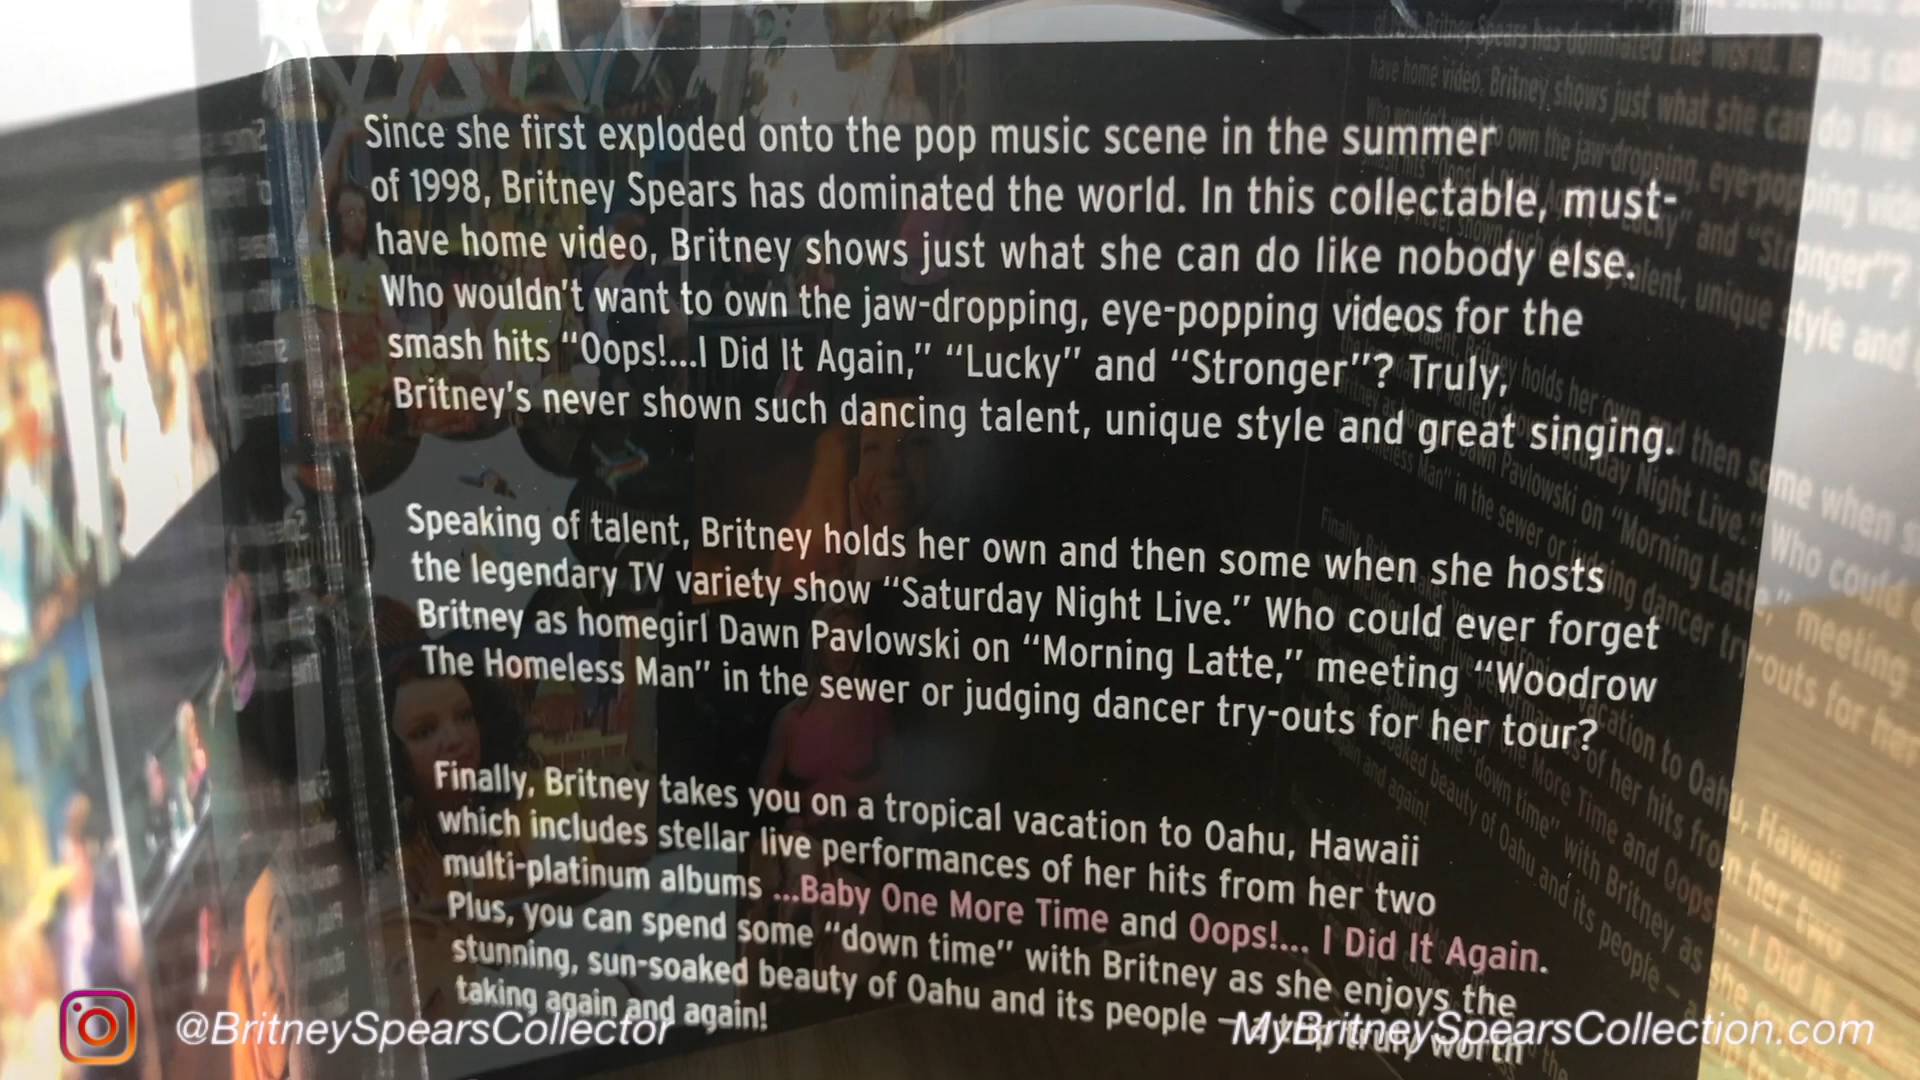 Since she first exploded onto the pop music scene in the summer
of 1998, Britney Spears has dominated the world. In this collectable, must-
have home video, Britney shows just what she can do like nobody else.
Who wouldn't want to own the jaw-dropping, eye-popping videos for the
smash hits "Oops!...I Did It Again," "Lucky" and "Stronger"? Truly,
Britney's never shown such dancing talent, unique style and great singing.
Speaking of talent, Britney holds her own and then some when she hosts
the legendary TV variety show "Saturday Night Live." Who could ever forget
Britney as homegirl Dawn Pavlowski on "Morning Latte," meeting "Woodrow
The Homeless Man" in the sewer or judging dancer try-outs for her tour?
Finally, Britney takes you on a tropical vacation to Oahu, Hawaii
which includes stellar live performances of her hits from her two
multi-platinum albums ...Baby One More Time and Oops!... I Did It Again.
Plus, you can spend some "down time" with Britney as she enjoys the
stunning, sun-soaked beauty of Oahu and its people – a trip truly worth
taking again and again!
@BritneySpearsCollector
MyBritneySpearsCollection.com